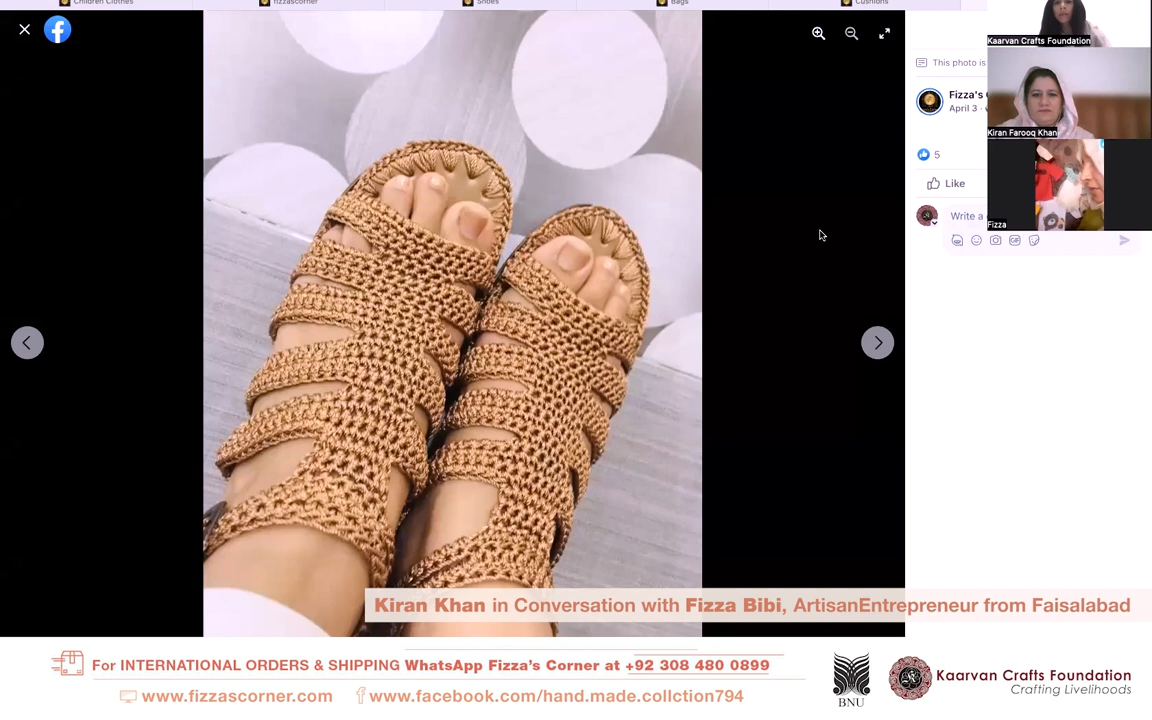 Children Clothes
fizzascorner
Shoes
Bags
Cushions
Kaarvan Crafts Foundation
This photo is
Fizza's
April 3
Kiran Farooq Khan
5
Like
Write a
Fizza
GIF
Kiran Khan in Conversation with Fizza Bibi, ArtisanEntrepreneur from Faisalabad
For INTERNATIONAL ORDERS & SHIPPING WhatsApp Fizza's Corner at +92 308 480 0899
www.fizzascorner.com
www.facebook.com/hand.made.collction794
BNU
Kaarvan Crafts Foundation
Crafting Livelihoods